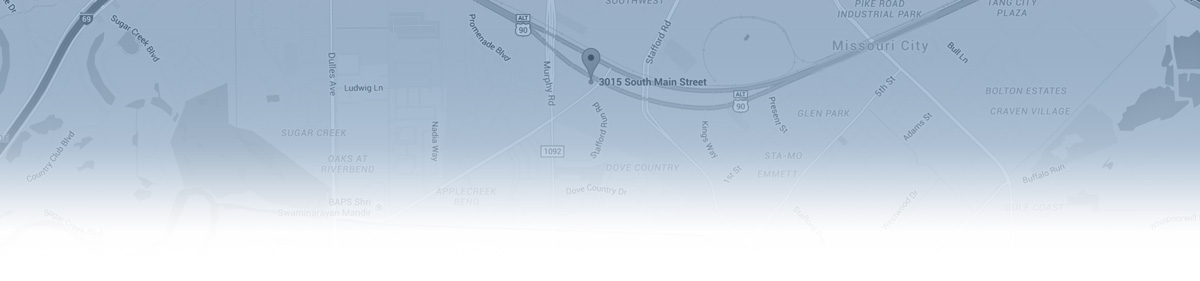 SOUTHWEST
PIKE ROAD
INDUSTRIAL PARK
TANG CITY
PLAZA
69
Sugar Creek Blvd
ALT
90
Promenade Blvd
Stafford Rd
Missouri City
Bull Ln
Dulles Ave
Ludwig Ln
Murphy Rd
3015 South Main Street
5th St
BOLTON ESTATES
ALT
90
Present St
GLEN PARK
CRAVEN VILLAGE
Stafford Run Rd
Kings Way
Adams St
SUGAR CREEK
Nadia Way
Country Club Blvd
1092
OAKS AT
RIVERBEND
STA-MO
DOVE COUNTRY
1st St
EMMETT
Buffalo Run
APPLECREEK
BEND
Dove Country Dr
BAPS Shri
Swaminarayan Mandir